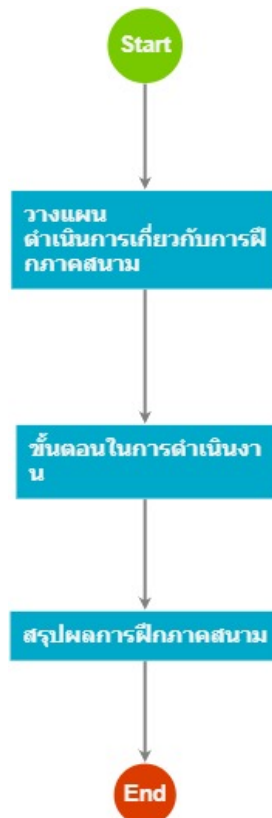 Start
วางแผน
ดำเนินการเกี่ยวกับการฝึ
กภาคสนาม
ขั้นตอนในการดำเนินงา
น
สรุปผลการฝึกภาคสนาม
End